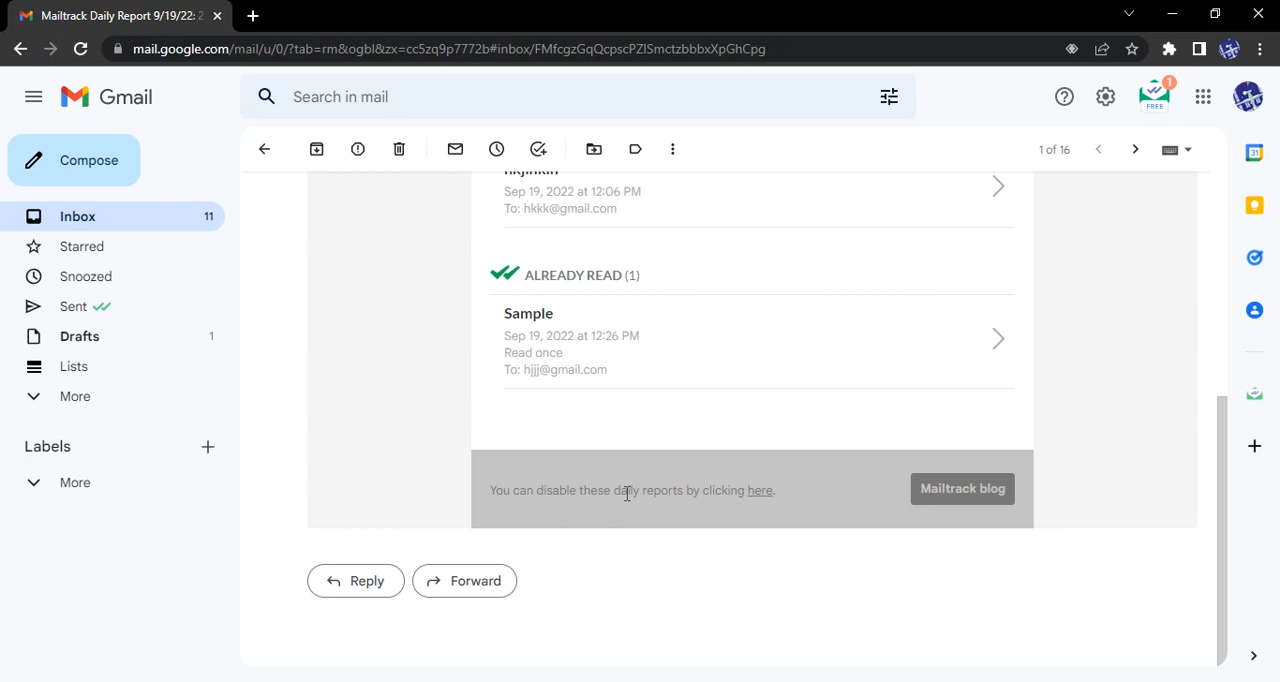 Mailtrack Daily Report 9/19/22: 2
mail.google.com/mail/u/0/?tab=rm&ogbl&zx=cc5zq9p7772b#inbox/FMfcgzGqQcpscPZlSmctzbbbxXpGhCpg
Gmail
Search in mail
1
FREE
Compose
1 of 16
Inbox 11
Starred
Snoozed
Sent
Drafts 1
Lists
More
Labels
More
Sep 19, 2022 at 12:06 PM
To: hkkk@gmail.com
ALREADY READ (1)
Sample
Sep 19, 2022 at 12:26 PM
Read once
To: hjjj@gmail.com
You can disable these daily reports by clicking here.
Mailtrack blog
Reply
Forward
31